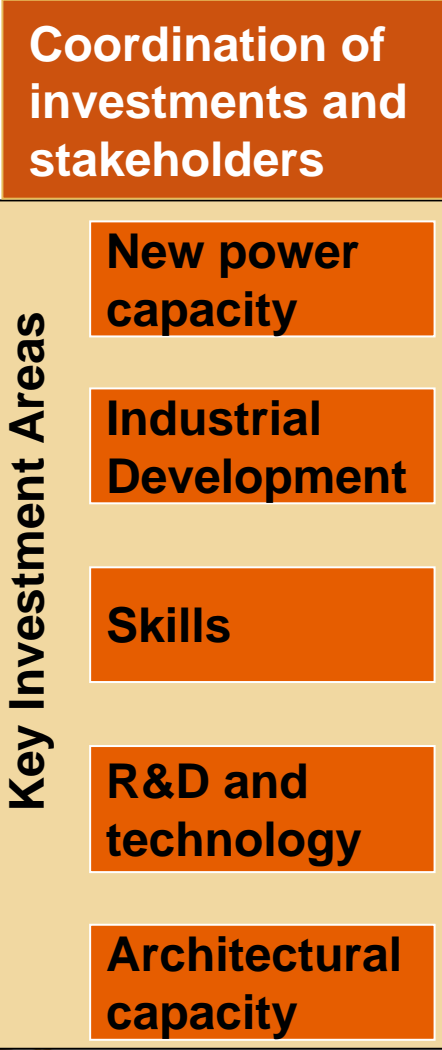 Coordination of
investments and
stakeholders
Key Investment Areas
New power
capacity
Industrial
Development
Skills
R&D and
technology
Architectural
capacity